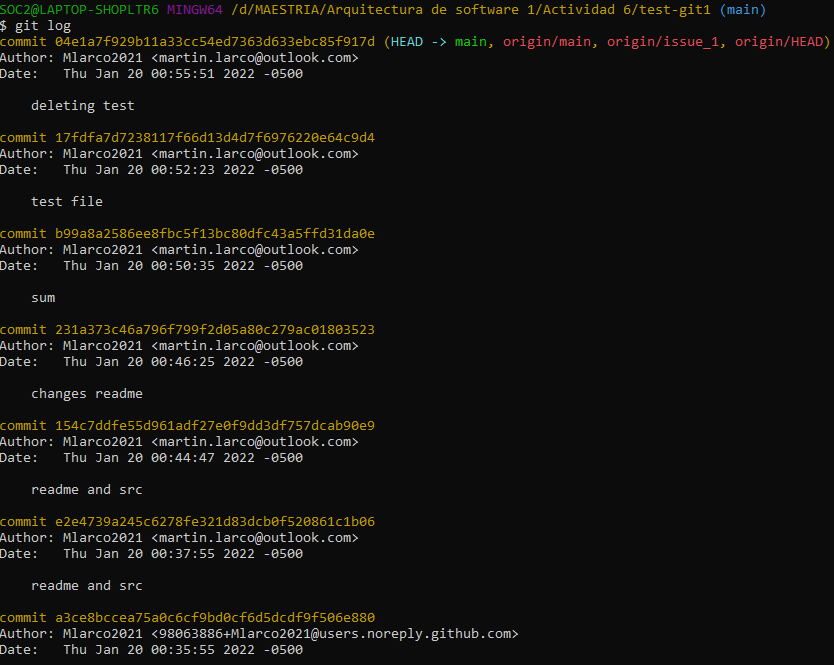 SOC2@LAPTOP-SHOPLTR6 MINGW64 /d/MAESTRIA/Arquitectura de software 1/Actividad 6/test-git1 (main)
$ git log
commit 04e1a7f929b11a33cc54ed7363d633ebc85f917d (HEAD -> main, origin/main, origin/issue_1, origin/HEAD)
Author: Mlarco2021 <martin.larco@outlook.com>
Date:   Thu Jan 20 00:55:51 2022 -0500
deleting test
commit 17fdfa7d7238117f66d13d4d7f6976220e64c9d4
Author: Mlarco2021 <martin.larco@outlook.com>
Date:   Thu Jan 20 00:52:23 2022 -0500
test file
commit b99a8a2586ee8fbc5f13bc80dfc43a5ffd31da0e
Author: Mlarco2021 <martin.larco@outlook.com>
Date:   Thu Jan 20 00:50:35 2022 -0500
sum
commit 231a373c46a796f799f2d05a80c279ac01803523
Author: Mlarco2021 <martin.larco@outlook.com>
Date:   Thu Jan 20 00:46:25 2022 -0500
changes readme
commit 154c7ddfe55d961adf27e0f9dd3df757dcab90e9
Author: Mlarco2021 <martin.larco@outlook.com>
Date:   Thu Jan 20 00:44:47 2022 -0500
readme and src
commit e2e4739a245c6278fe321d83dcb0f520861c1b06
Author: Mlarco2021 <martin.larco@outlook.com>
Date:   Thu Jan 20 00:37:55 2022 -0500
readme and src
commit a3ce8bccea75a0c6cf9bd0cf6d5dcdf9f506e880
Author: Mlarco2021 <98063886+Mlarco2021@users.noreply.github.com>
Date:   Thu Jan 20 00:35:55 2022 -0500